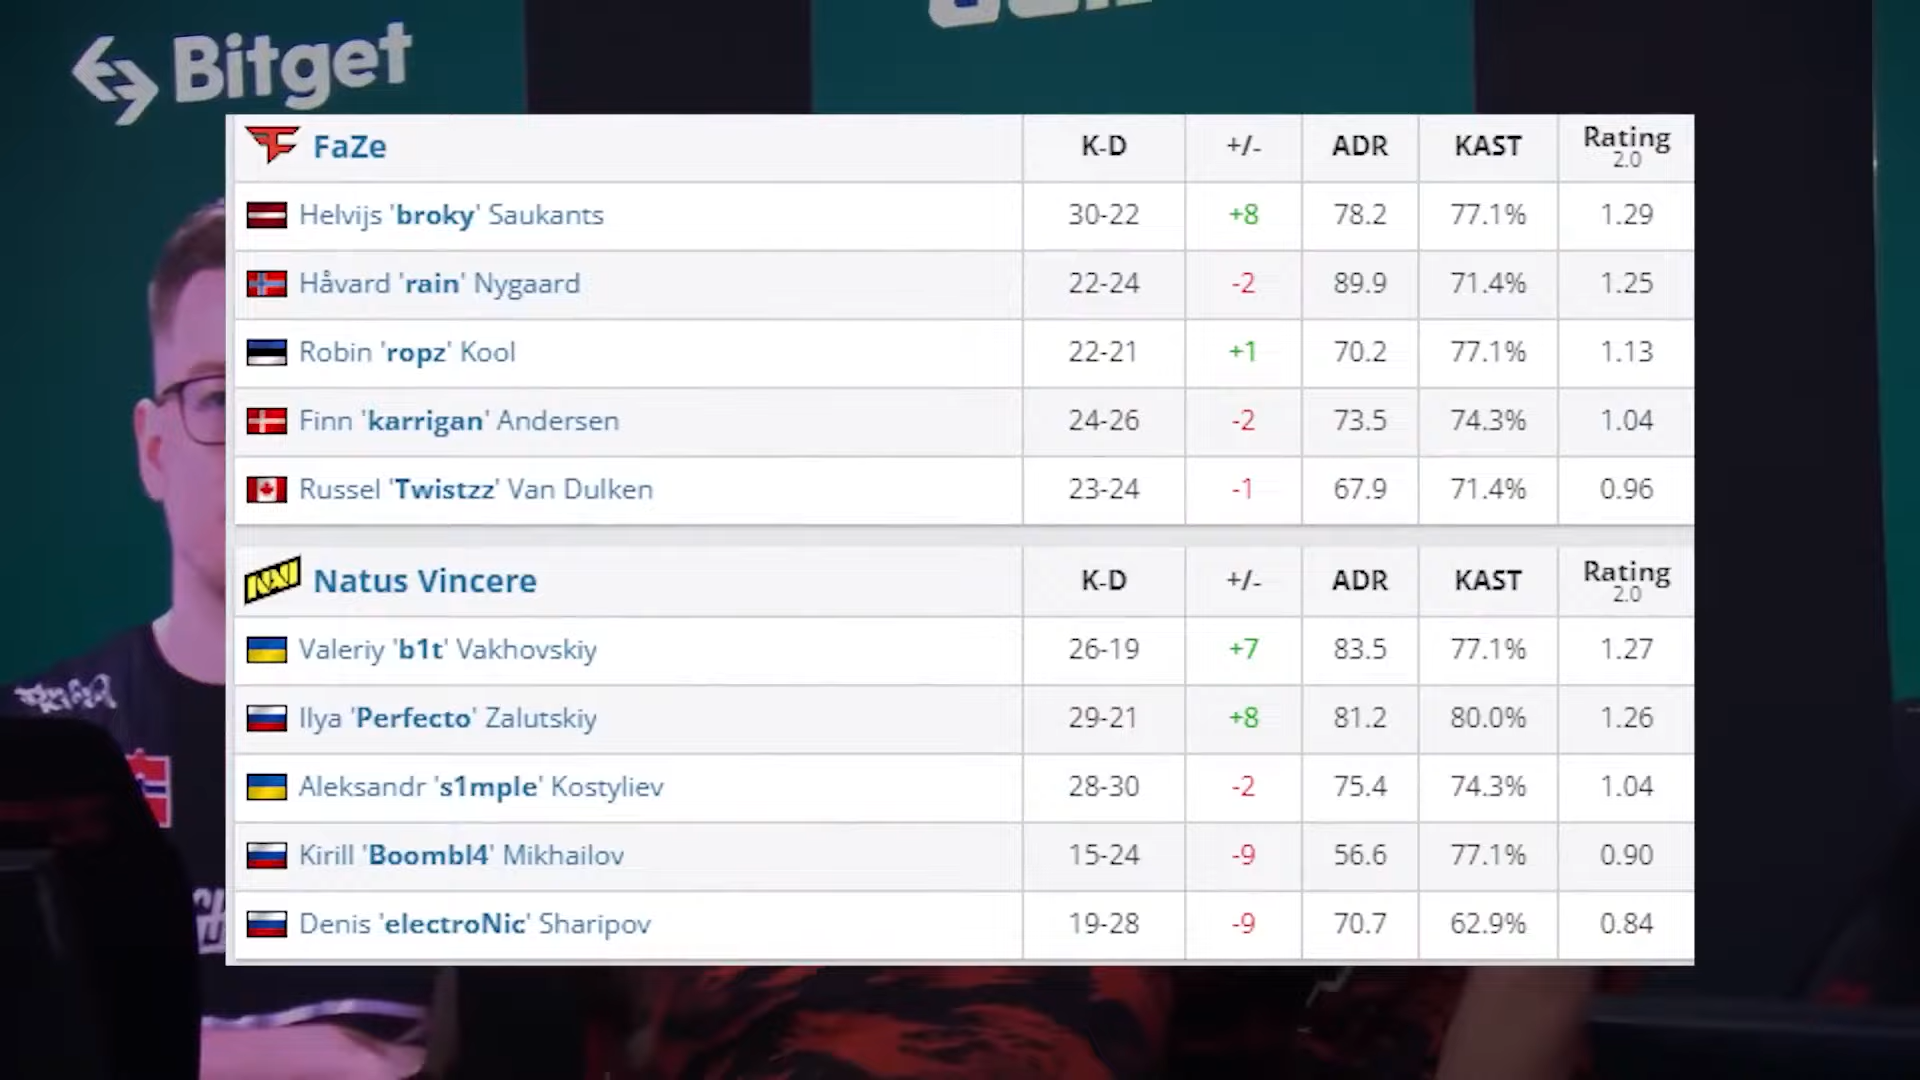 Bitget
FaZe K-D +/- ADR KAST Rating 2.0
Helvijs 'broky' Saukants 30-22 +8 78.2 77.1% 1.29
Håvard 'rain' Nygaard 22-24 -2 89.9 71.4% 1.25
Robin 'ropz' Kool 22-21 +1 70.2 77.1% 1.13
Finn 'karrigan' Andersen 24-26 -2 73.5 74.3% 1.04
Russel 'Twistzz' Van Dulken 23-24 -1 67.9 71.4% 0.96
NAVI Natus Vincere K-D +/- ADR KAST Rating 2.0
Valeriy 'b1t' Vakhovskiy 26-19 +7 83.5 77.1% 1.27
Ilya 'Perfecto' Zalutskiy 29-21 +8 81.2 80.0% 1.26
Aleksandr 's1mple' Kostyliev 28-30 -2 75.4 74.3% 1.04
Kirill 'Boombl4' Mikhailov 15-24 -9 56.6 77.1% 0.90
Denis 'electroNic' Sharipov 19-28 -9 70.7 62.9% 0.84